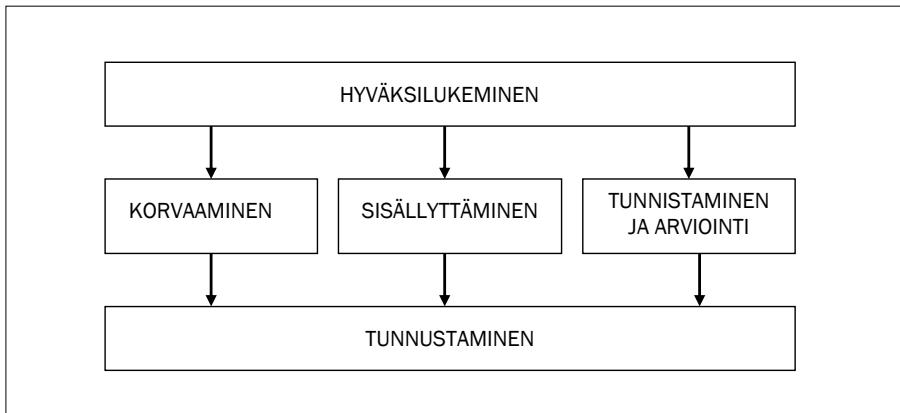 HYVÄKSILUKEMINEN
KORVAAMINEN
SISÄLLYTTÄMINEN
TUNNISTAMINEN
JA ARVIOINTI
TUNNUSTAMINEN